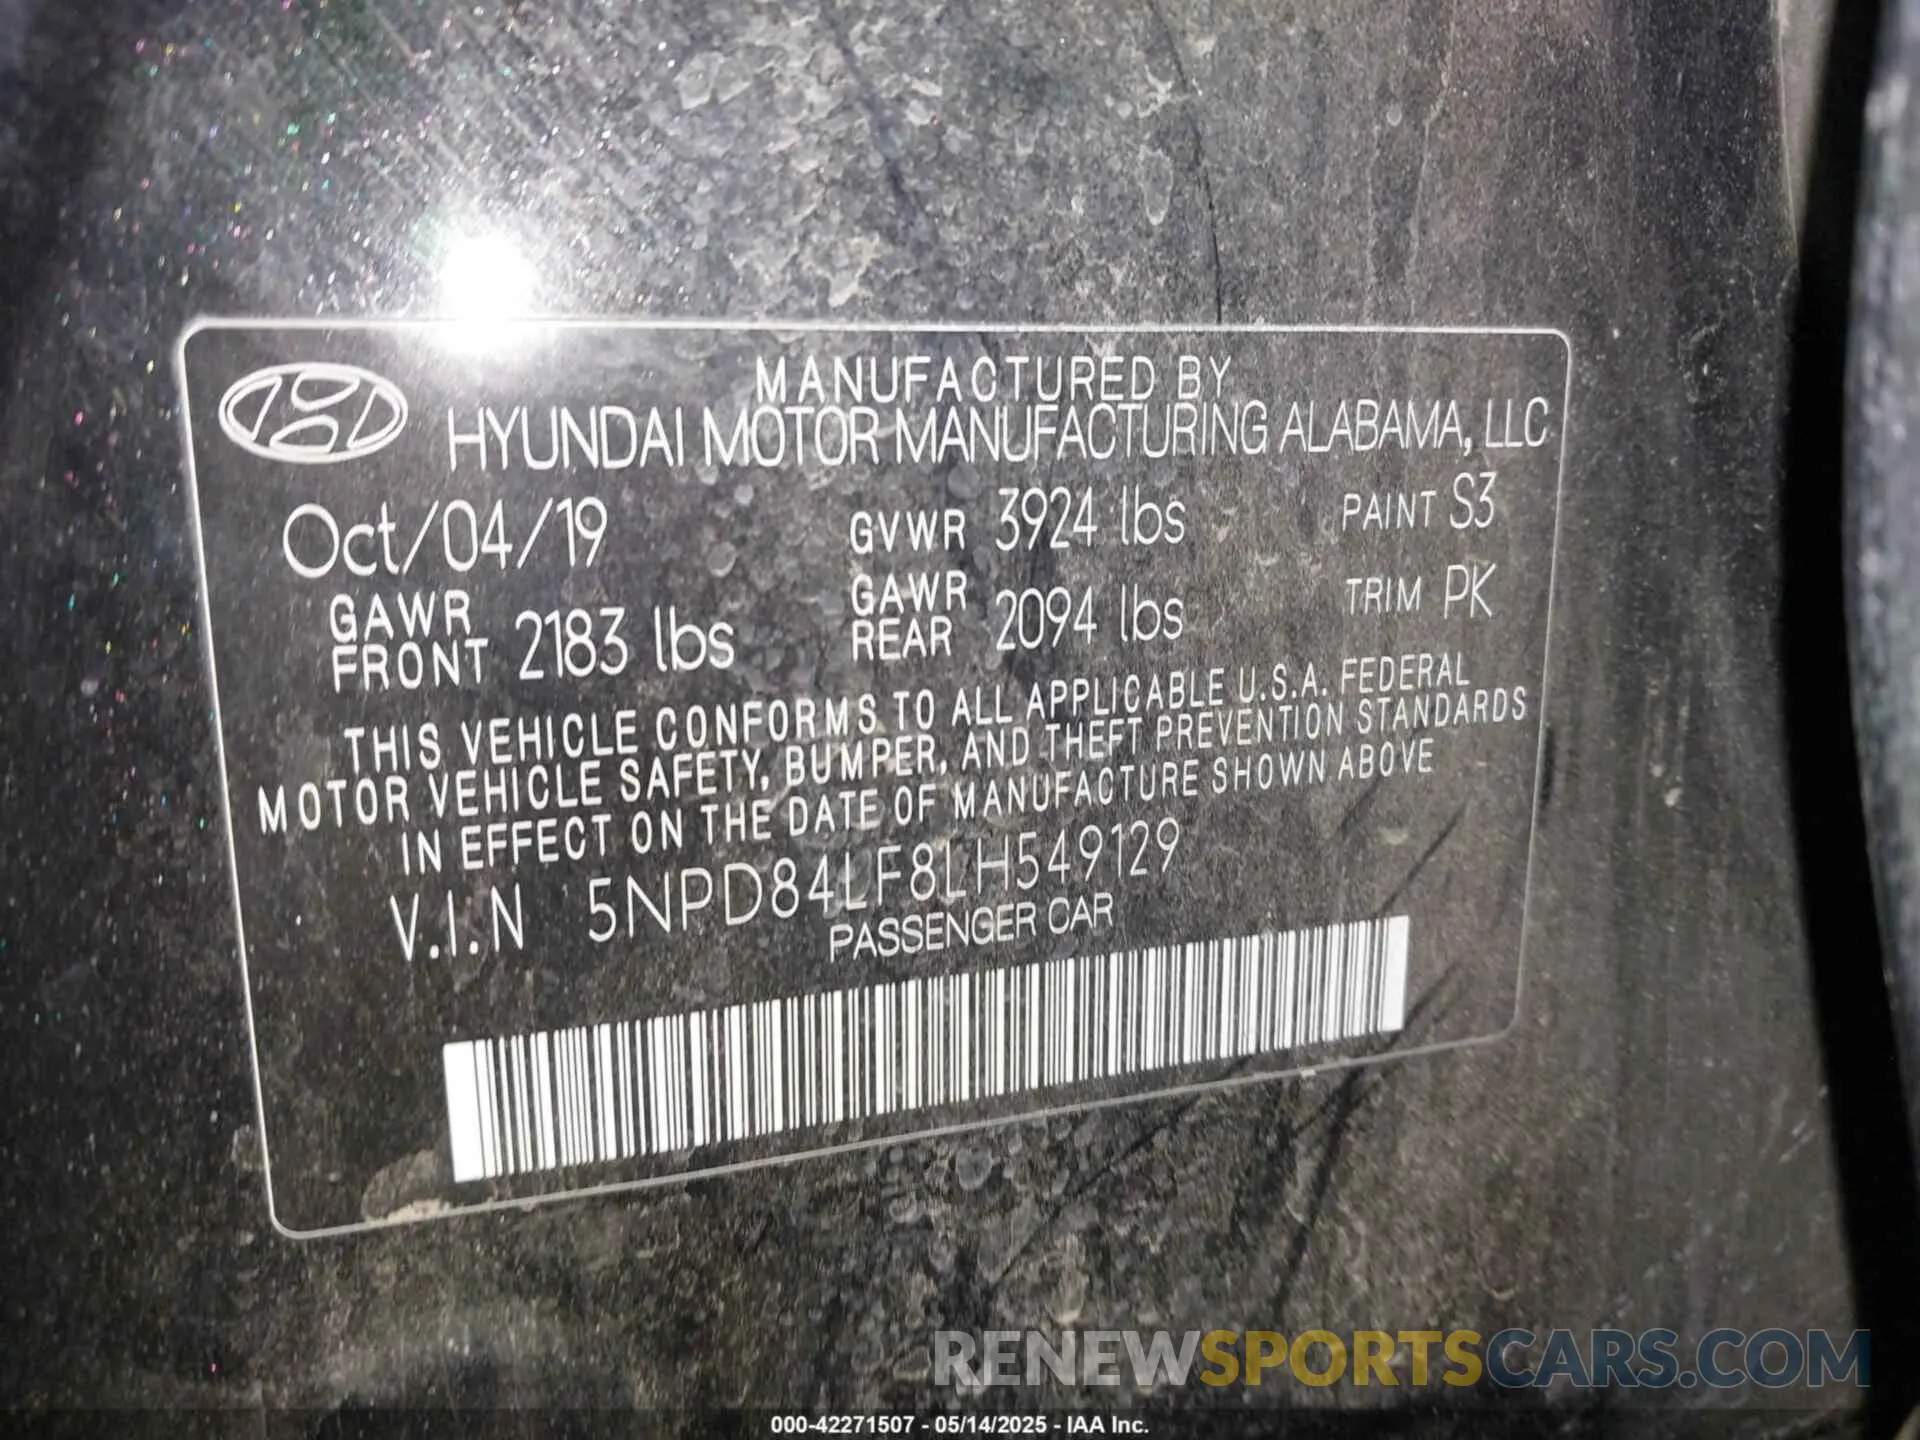 MANUFACTURED BY
HYUNDAI MOTOR MANUFACTURING ALABAMA, LLC
Oct/04/19 GVWR 3924 lbs PAINT S3
GAWR FRONT 2183 lbs GAWR REAR 2094 lbs TRIM PK
THIS VEHICLE CONFORMS TO ALL APPLICABLE U.S.A. FEDERAL
MOTOR VEHICLE SAFETY, BUMPER, AND THEFT PREVENTION STANDARDS
IN EFFECT ON THE DATE OF MANUFACTURE SHOWN ABOVE
V.I.N 5NPD84LF8LH549129
PASSENGER CAR
RENEWSPORTSCARS.COM
000-42271507 - 05/14/2025 - IAA Inc.